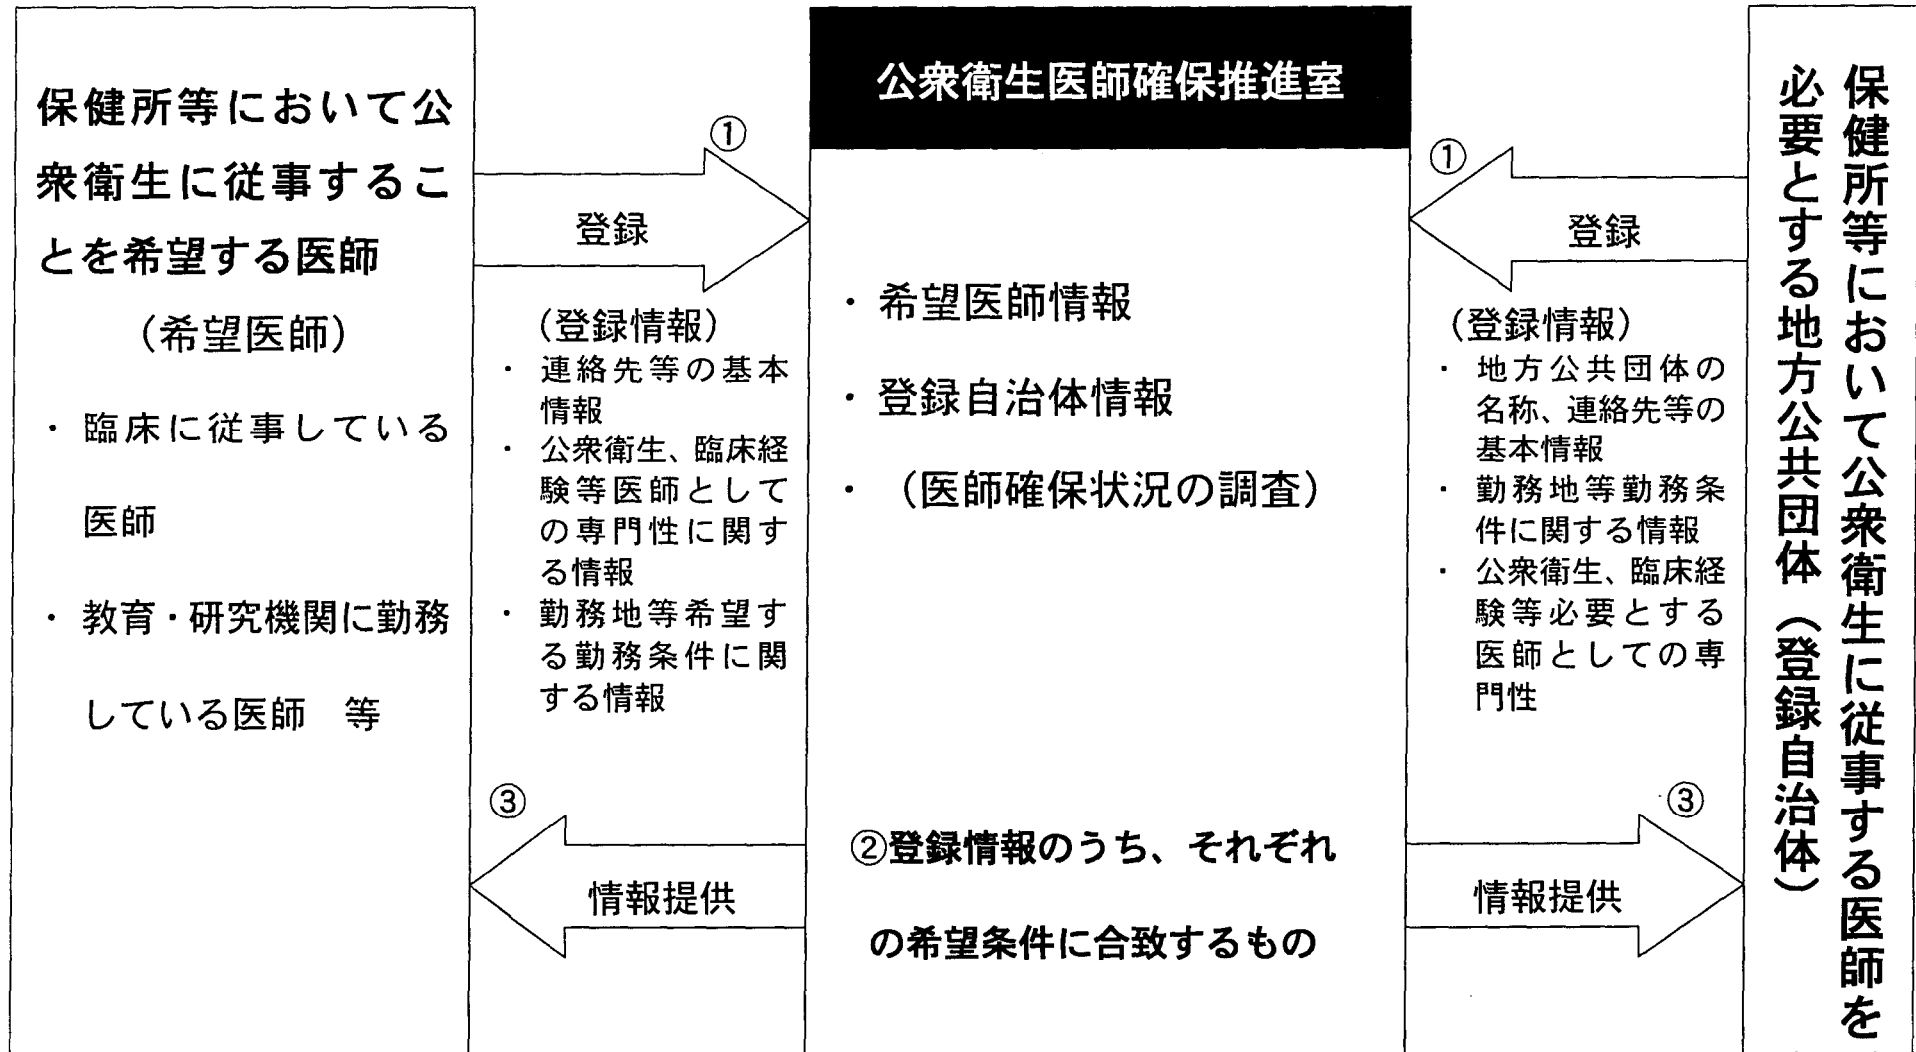 保健所等において公
衆衛生に従事するこ
とを希望する医師
（希望医師）
・ 臨床に従事している
医師
・ 教育・研究機関に勤務
している医師　等
①
登録
（登録情報）
・ 連絡先等の基本
情報
・ 公衆衛生、臨床経
験等医師として
の専門性に関す
る情報
・ 勤務地等希望す
る勤務条件に関
する情報
③
情報提供
公衆衛生医師確保推進室
・ 希望医師情報
・ 登録自治体情報
・ （医師確保状況の調査）
②登録情報のうち、それぞれ
の希望条件に合致するもの
①
登録
（登録情報）
・ 地方公共団体の
名称、連絡先等の
基本情報
・ 勤務地等勤務条
件に関する情報
・ 公衆衛生、臨床経
験等必要とする
医師としての専
門性
③
情報提供
保健所等において公衆衛生に従事する医師を
必要とする地方公共団体（登録自治体）